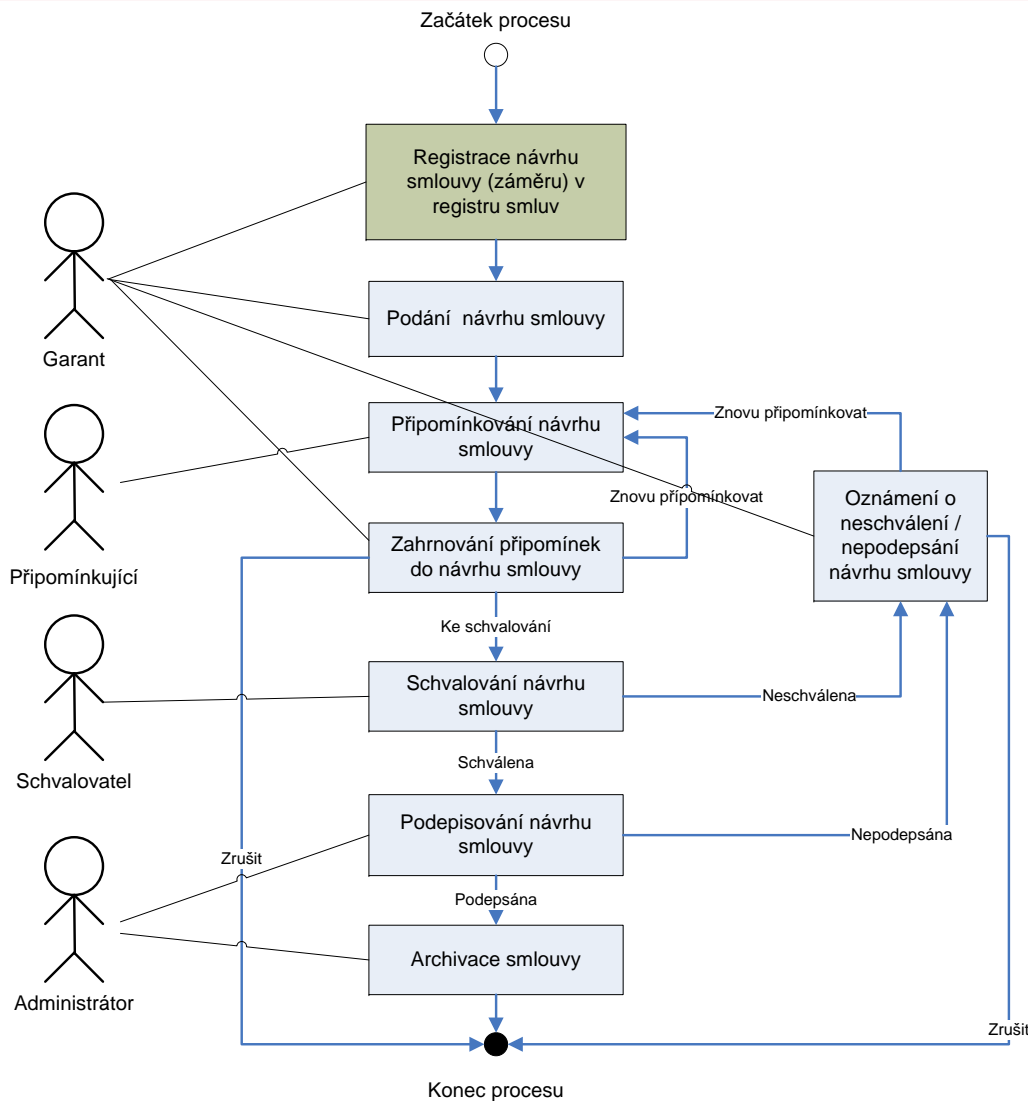 Začátek procesu
Registrace návrhu
smlouvy (záměru) v
registru smluv
Garant
Podání  návrhu smlouvy
Připomínkování návrhu
smlouvy
Znovu připomínkovat
Znovu přípomínkovat
Oznámení o
neschválení /
nepodepsání
návrhu smlouvy
Připomínkující
Zahrnování připomínek
do návrhu smlouvy
Ke schvalování
Schvalování návrhu
smlouvy
Neschválena
Schvalovatel
Schválena
Podepisování návrhu
smlouvy
Nepodepsána
Zrušit
Podepsána
Archivace smlouvy
Administrátor
Zrušit
Konec procesu